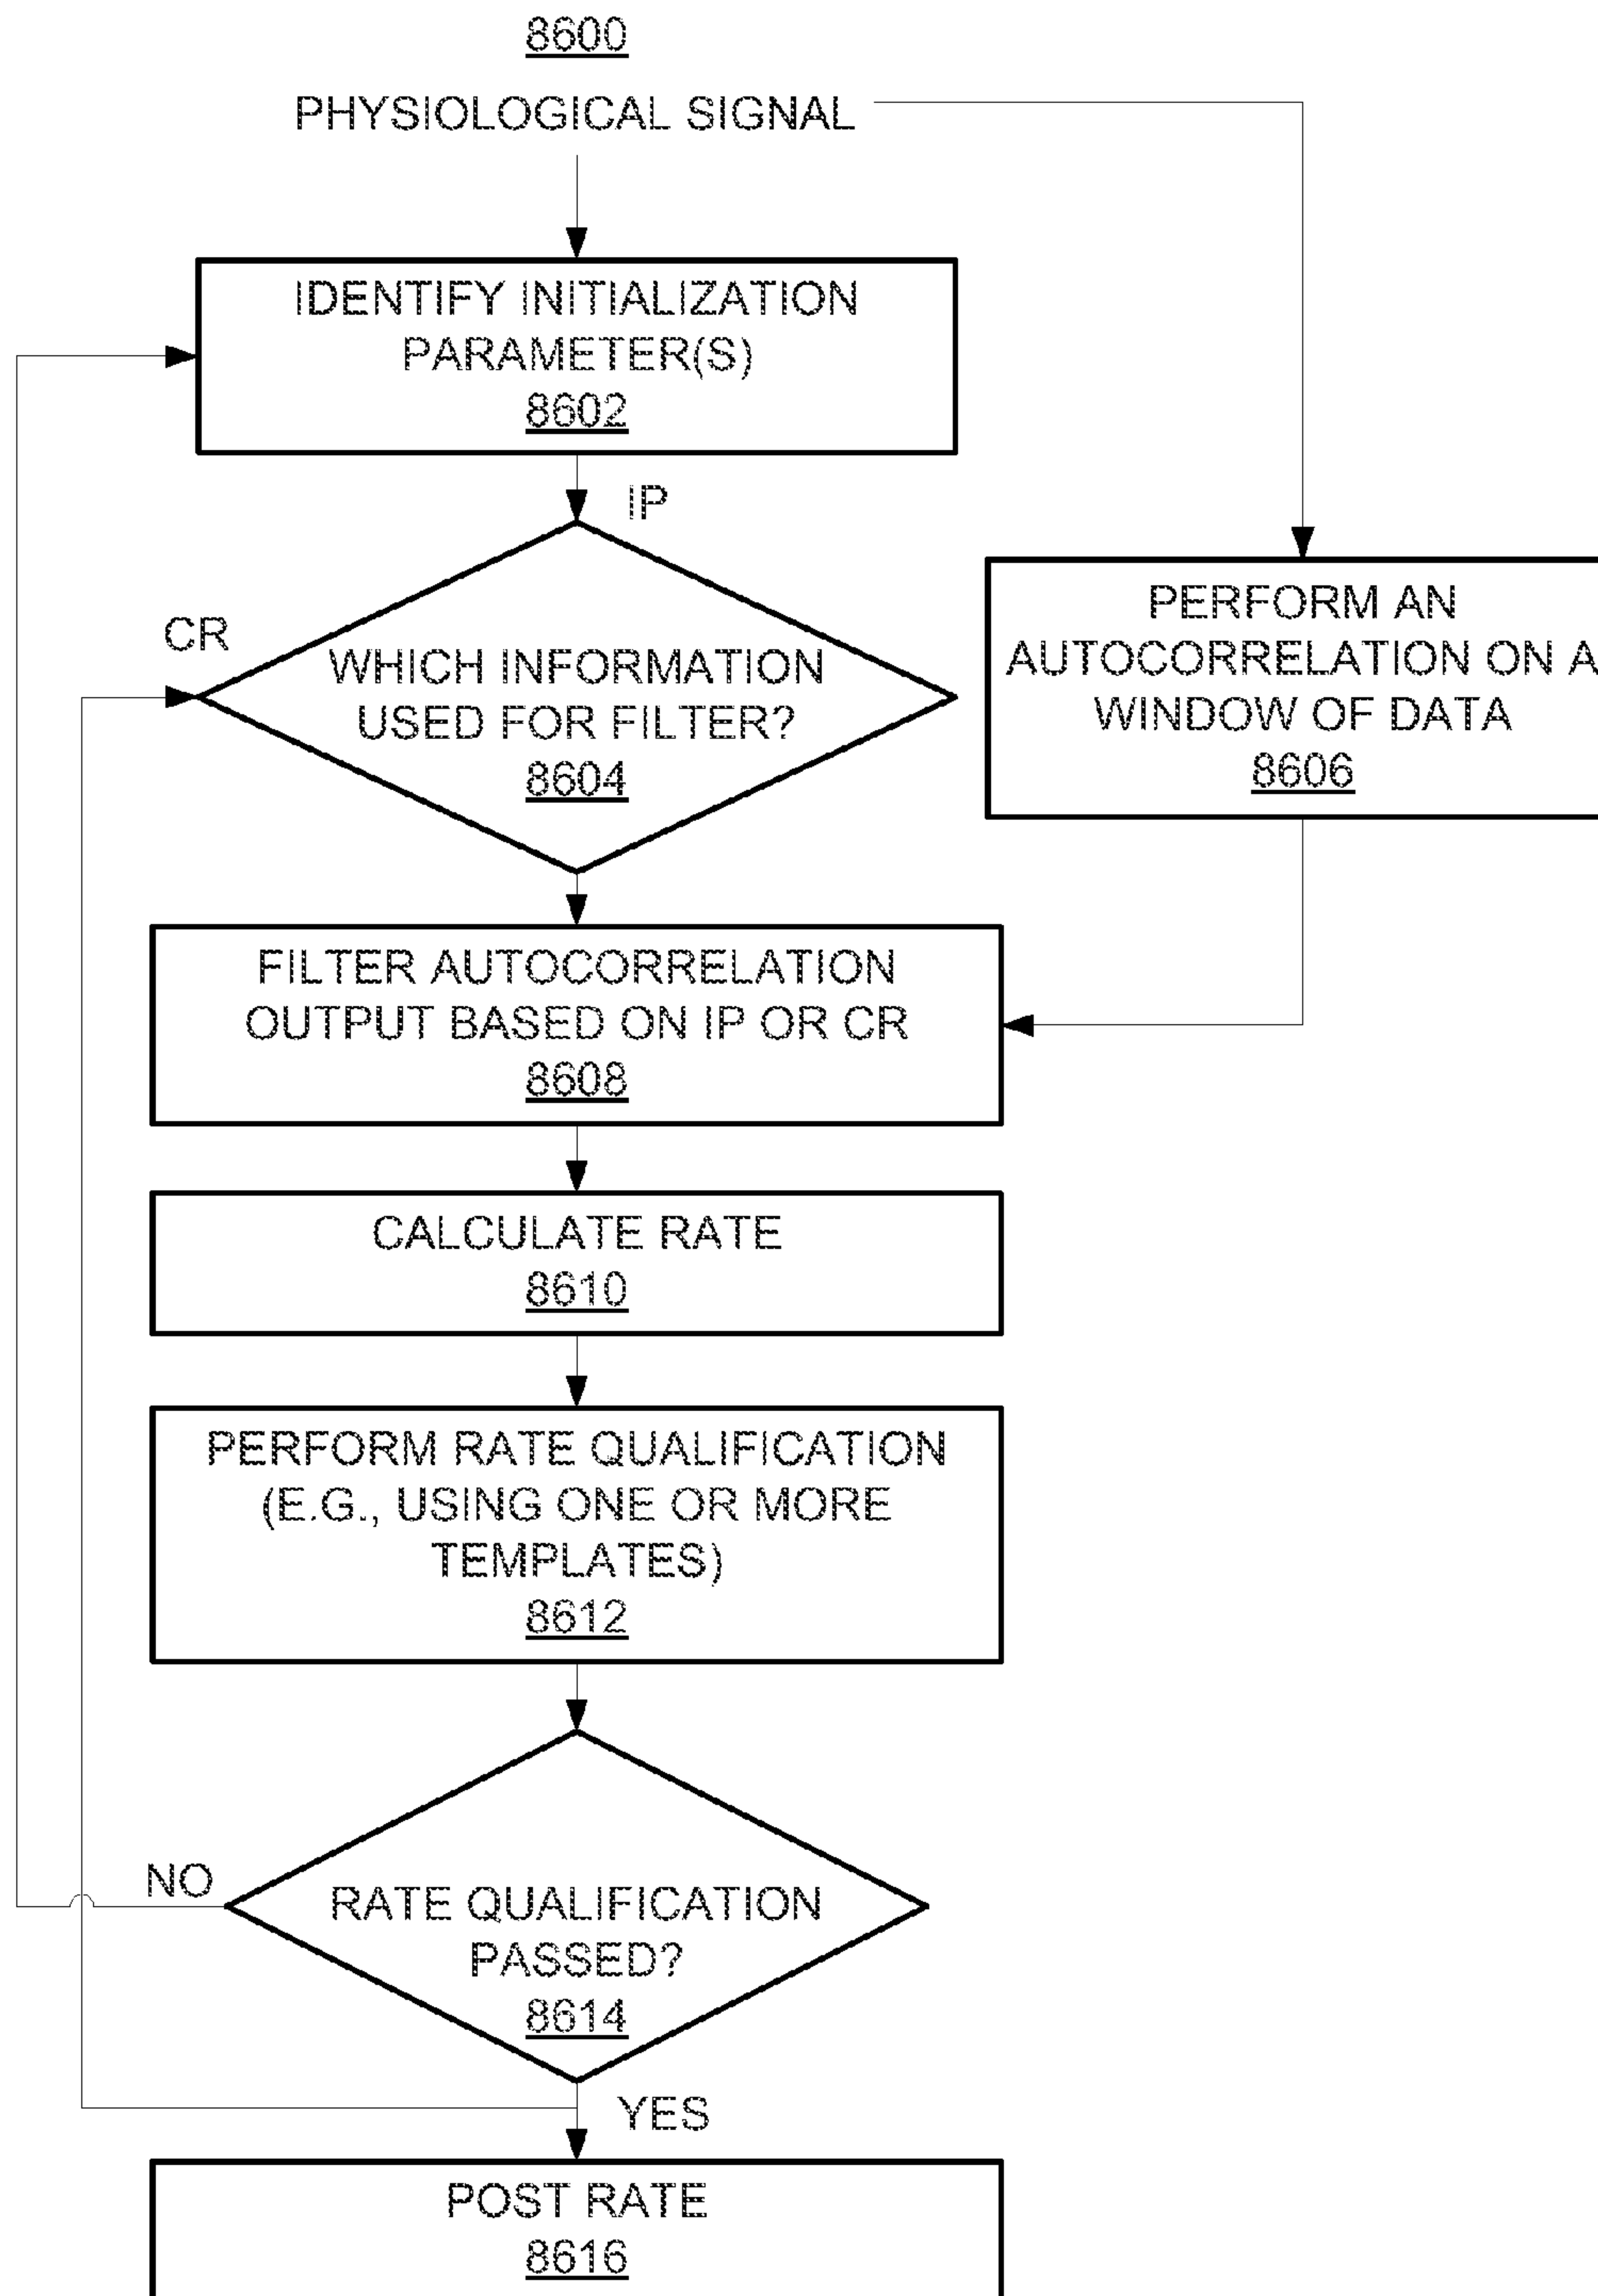 8600
PHYSIOLOGICAL SIGNAL
IDENTIFY INITIALIZATION
PARAMETER(S)
8602
IP
CR
WHICH INFORMATION
USED FOR FILTER?
8604
PERFORM AN
AUTOCORRELATION ON A
WINDOW OF DATA
8606
FILTER AUTOCORRELATION
OUTPUT BASED ON IP OR CR
8608
CALCULATE RATE
8610
PERFORM RATE QUALIFICATION
(E.G., USING ONE OR MORE
TEMPLATES)
8612
NO
RATE QUALIFICATION
PASSED?
8614
YES
POST RATE
8616